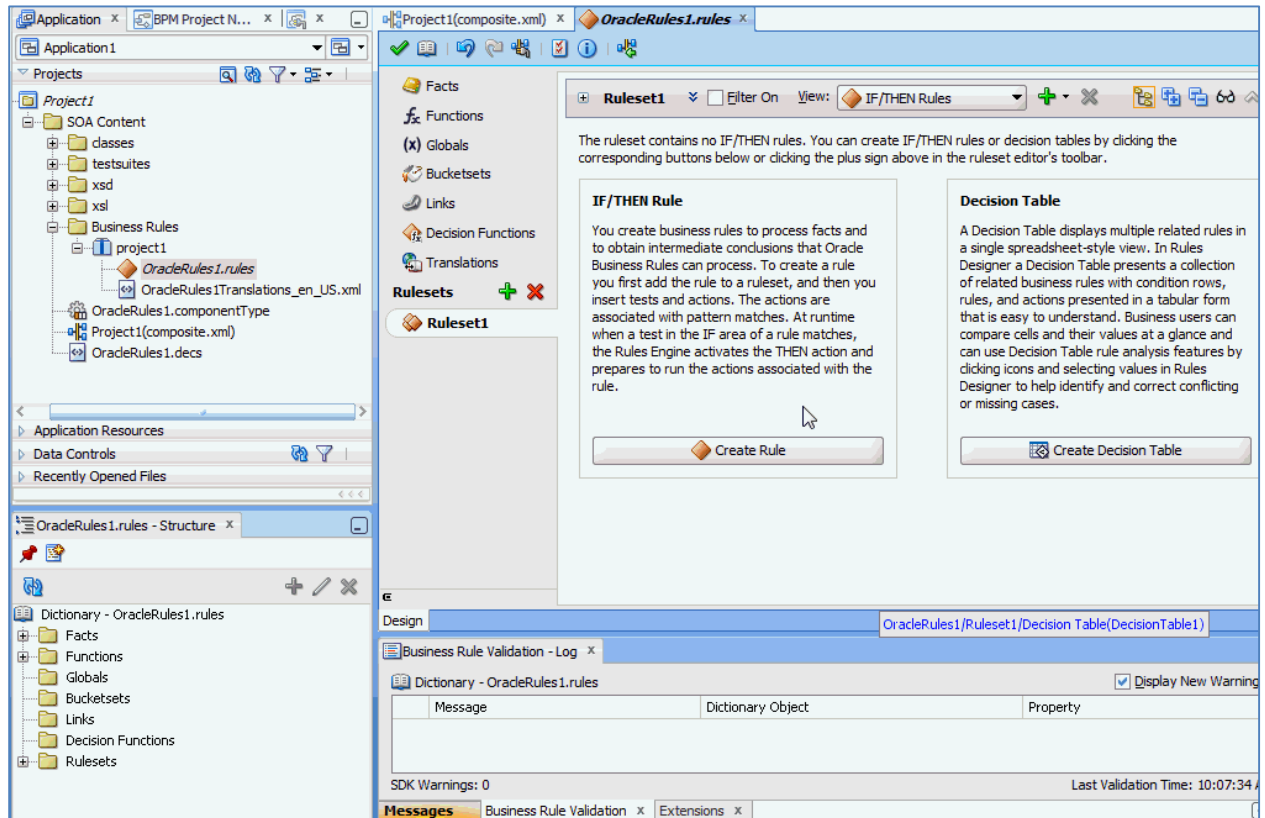 Application
BPM Project N...
Application1
Projects
Project1
SOA Content
classes
testsuites
xsd
xsl
Business Rules
project1
OracleRules1.rules
OracleRules1Translations_en_US.xml
OracleRules1.componentType
Project1(composite.xml)
OracleRules1.decs
Application Resources
Data Controls
Recently Opened Files
OracleRules1.rules - Structure
Dictionary - OracleRules1.rules
Facts
Functions
Globals
Bucketsets
Links
Decision Functions
Rulesets
Project1(composite.xml)
OracleRules1.rules
Facts
Functions
Globals
Bucketsets
Links
Decision Functions
Translations
Rulesets
Ruleset1
Ruleset1 Filter On View: IF/THEN Rules
The ruleset contains no IF/THEN rules. You can create IF/THEN rules or decision tables by clicking the
corresponding buttons below or clicking the plus sign above in the ruleset editor's toolbar.
IF/THEN Rule
You create business rules to process facts and
to obtain intermediate conclusions that Oracle
Business Rules can process. To create a rule
you first add the rule to a ruleset, and then you
insert tests and actions. The actions are
associated with pattern matches. At runtime
when a test in the IF area of a rule matches,
the Rules Engine activates the THEN action and
prepares to run the actions associated with the
rule.
Create Rule
Decision Table
A Decision Table displays multiple related rules in
a single spreadsheet-style view. In Rules
Designer a Decision Table presents a collection
of related business rules with condition rows,
rules, and actions presented in a tabular form
that is easy to understand. Business users can
compare cells and their values at a glance and
can use Decision Table rule analysis features by
clicking icons and selecting values in Rules
Designer to help identify and correct conflicting
or missing cases.
Create Decision Table
Design
OracleRules1/Ruleset1/Decision Table(DecisionTable1)
Business Rule Validation - Log
Dictionary - OracleRules1.rules
Display New Warning
Message Dictionary Object Property
SDK Warnings: 0
Last Validation Time: 10:07:34
Messages Business Rule Validation Extensions